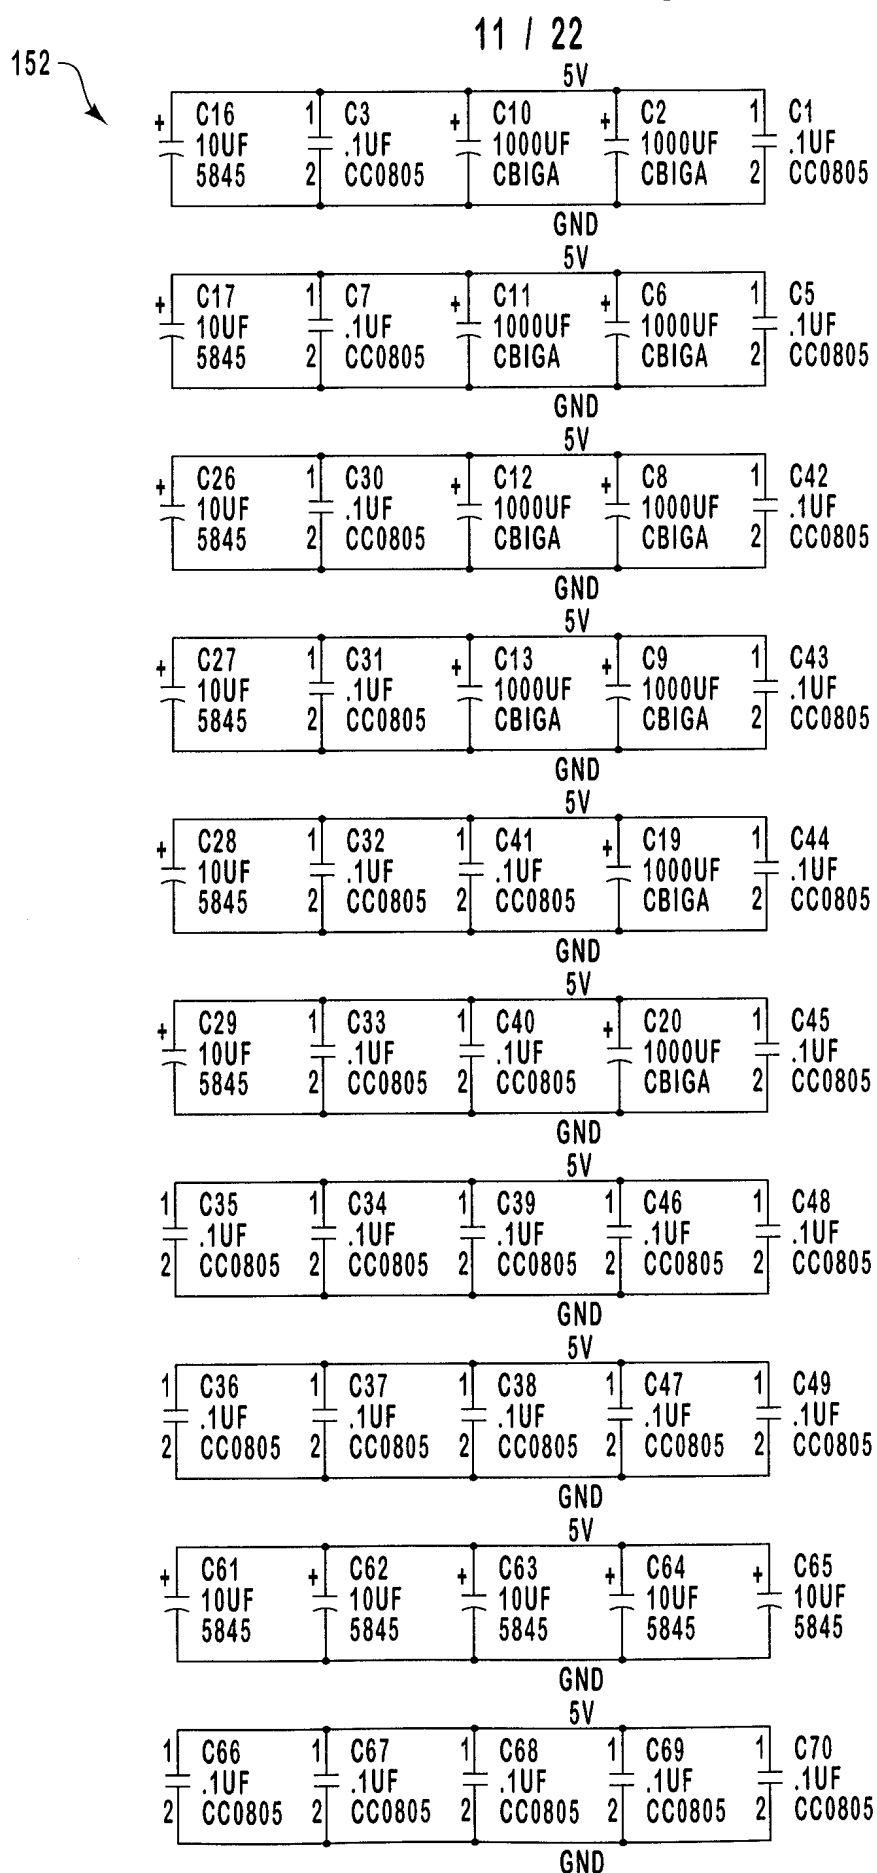 11 / 22
152
5V
C16 C3 C10 C2 C1
+ 1 + + 1
10UF .1UF 1000UF 1000UF .1UF
5845 2 CC0805 CBIGA CBIGA 2 CC0805
GND
5V
C17 C7 C11 C6 C5
+ 1 + + 1
10UF .1UF 1000UF 1000UF .1UF
5845 2 CC0805 CBIGA CBIGA 2 CC0805
GND
5V
C26 C30 C12 C8 C42
+ 1 + + 1
10UF .1UF 1000UF 1000UF .1UF
5845 2 CC0805 CBIGA CBIGA 2 CC0805
GND
5V
C27 C31 C13 C9 C43
+ 1 + + 1
10UF .1UF 1000UF 1000UF .1UF
5845 2 CC0805 CBIGA CBIGA 2 CC0805
GND
5V
C28 C32 C41 C19 C44
+ 1 1 + 1
10UF .1UF .1UF 1000UF .1UF
5845 2 CC0805 2 CC0805 CBIGA 2 CC0805
GND
5V
C29 C33 C40 C20 C45
+ 1 1 + 1
10UF .1UF .1UF 1000UF .1UF
5845 2 CC0805 2 CC0805 CBIGA 2 CC0805
GND
5V
1 C35 1 C34 1 C39 1 C46 1 C48
.1UF .1UF .1UF .1UF .1UF
2 CC0805 2 CC0805 2 CC0805 2 CC0805 2 CC0805
GND
5V
1 C36 1 C37 1 C38 1 C47 1 C49
.1UF .1UF .1UF .1UF .1UF
2 CC0805 2 CC0805 2 CC0805 2 CC0805 2 CC0805
GND
5V
+ C61 + C62 + C63 + C64 + C65
10UF 10UF 10UF 10UF 10UF
5845 5845 5845 5845 5845
GND
5V
1 C66 1 C67 1 C68 1 C69 1 C70
.1UF .1UF .1UF .1UF .1UF
2 CC0805 2 CC0805 2 CC0805 2 CC0805 2 CC0805
GND